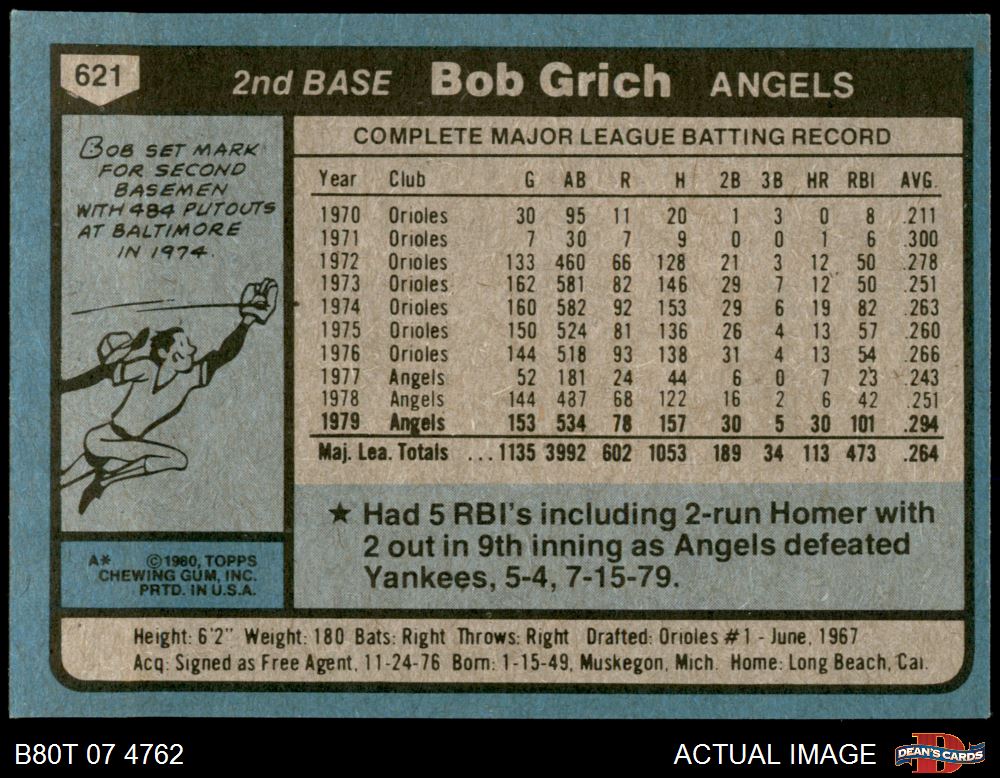 621
2nd BASE Bob Grich ANGELS
BOB SET MARK
FOR SECOND
BASEMEN
WITH 484 PUTOUTS
AT BALTIMORE
IN 1974.
A* ©1980, TOPPS
CHEWING GUM, INC.
PRTD. IN U.S.A.
COMPLETE MAJOR LEAGUE BATTING RECORD
Year Club G AB R H 2B 3B HR RBI AVG.
1970 Orioles 30 95 11 20 1 3 0 8 .211
1971 Orioles 7 30 7 9 0 0 1 6 .300
1972 Orioles 133 460 66 128 21 3 12 50 .278
1973 Orioles 162 581 82 146 29 7 12 50 .251
1974 Orioles 160 582 92 153 29 6 19 82 .263
1975 Orioles 150 524 81 136 26 4 13 57 .260
1976 Orioles 144 518 93 138 31 4 13 54 .266
1977 Angels 52 181 24 44 6 0 7 23 .243
1978 Angels 144 487 68 122 16 2 6 42 .251
1979 Angels 153 534 78 157 30 5 30 101 .294
Maj. Lea. Totals ... 1135 3992 602 1053 189 34 113 473 .264
★ Had 5 RBI's including 2-run Homer with
2 out in 9th inning as Angels defeated
Yankees, 5-4, 7-15-79.
Height: 6'2" Weight: 180 Bats: Right Throws: Right Drafted: Orioles #1 - June, 1967
Acq: Signed as Free Agent, 11-24-76 Born: 1-15-49, Muskegon, Mich. Home: Long Beach, Cal.
B80T 07 4762 ACTUAL IMAGE DEAN'S CARDS